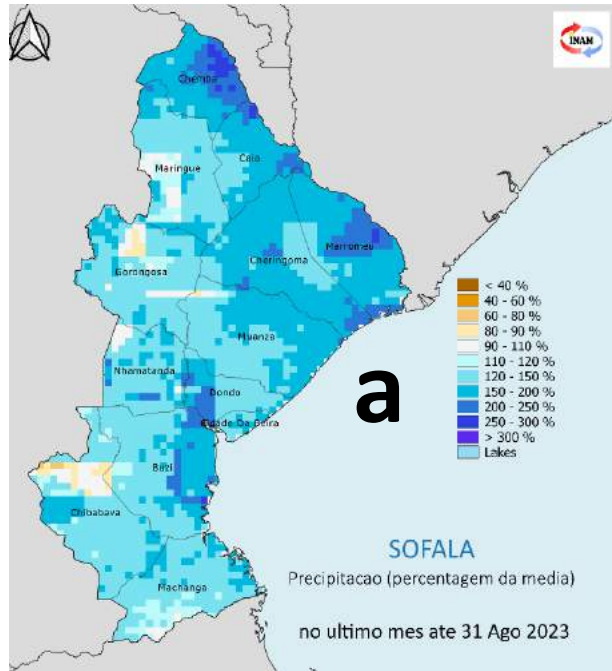 INAM
Chemba
Caia
Maringue
Marromeu
Cheringoma
Gorongosa
Muanza
Nhamatanda
Dondo
Cidade Da Beira
Buzi
Chibabava
Machanga
< 40 %
40 - 60 %
60 - 80 %
80 - 90 %
90 - 110 %
110 - 120 %
120 - 150 %
150 - 200 %
200 - 250 %
250 - 300 %
> 300 %
Lakes
a
SOFALA
Precipitacao (percentagem da media)
no ultimo mes ate 31 Ago 2023